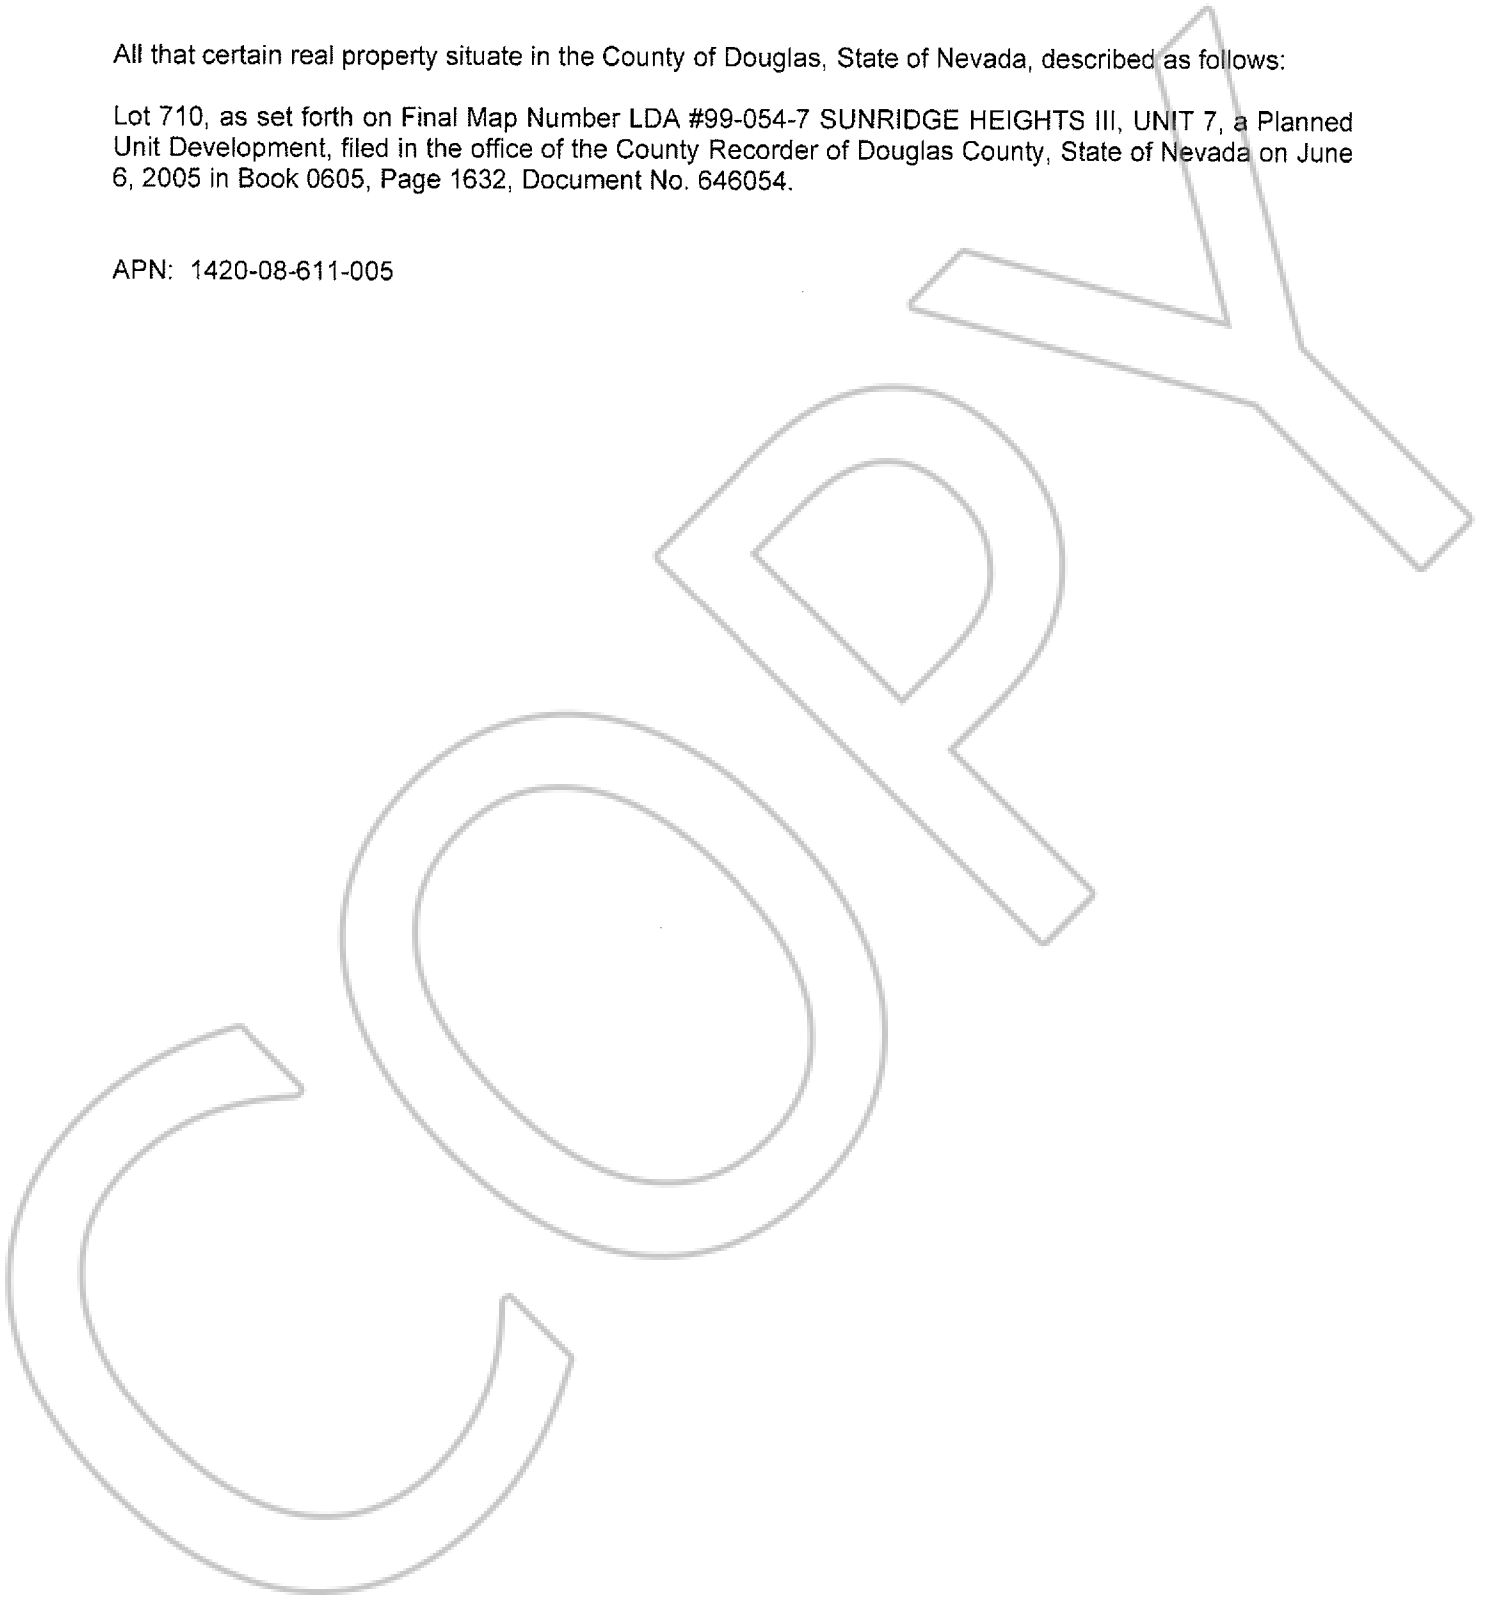 All that certain real property situate in the County of Douglas, State of Nevada, described as follows:
Lot 710, as set forth on Final Map Number LDA #99-054-7 SUNRIDGE HEIGHTS III, UNIT 7, a Planned
Unit Development, filed in the office of the County Recorder of Douglas County, State of Nevada on June
6, 2005 in Book 0605, Page 1632, Document No. 646054.
APN: 1420-08-611-005
COPY